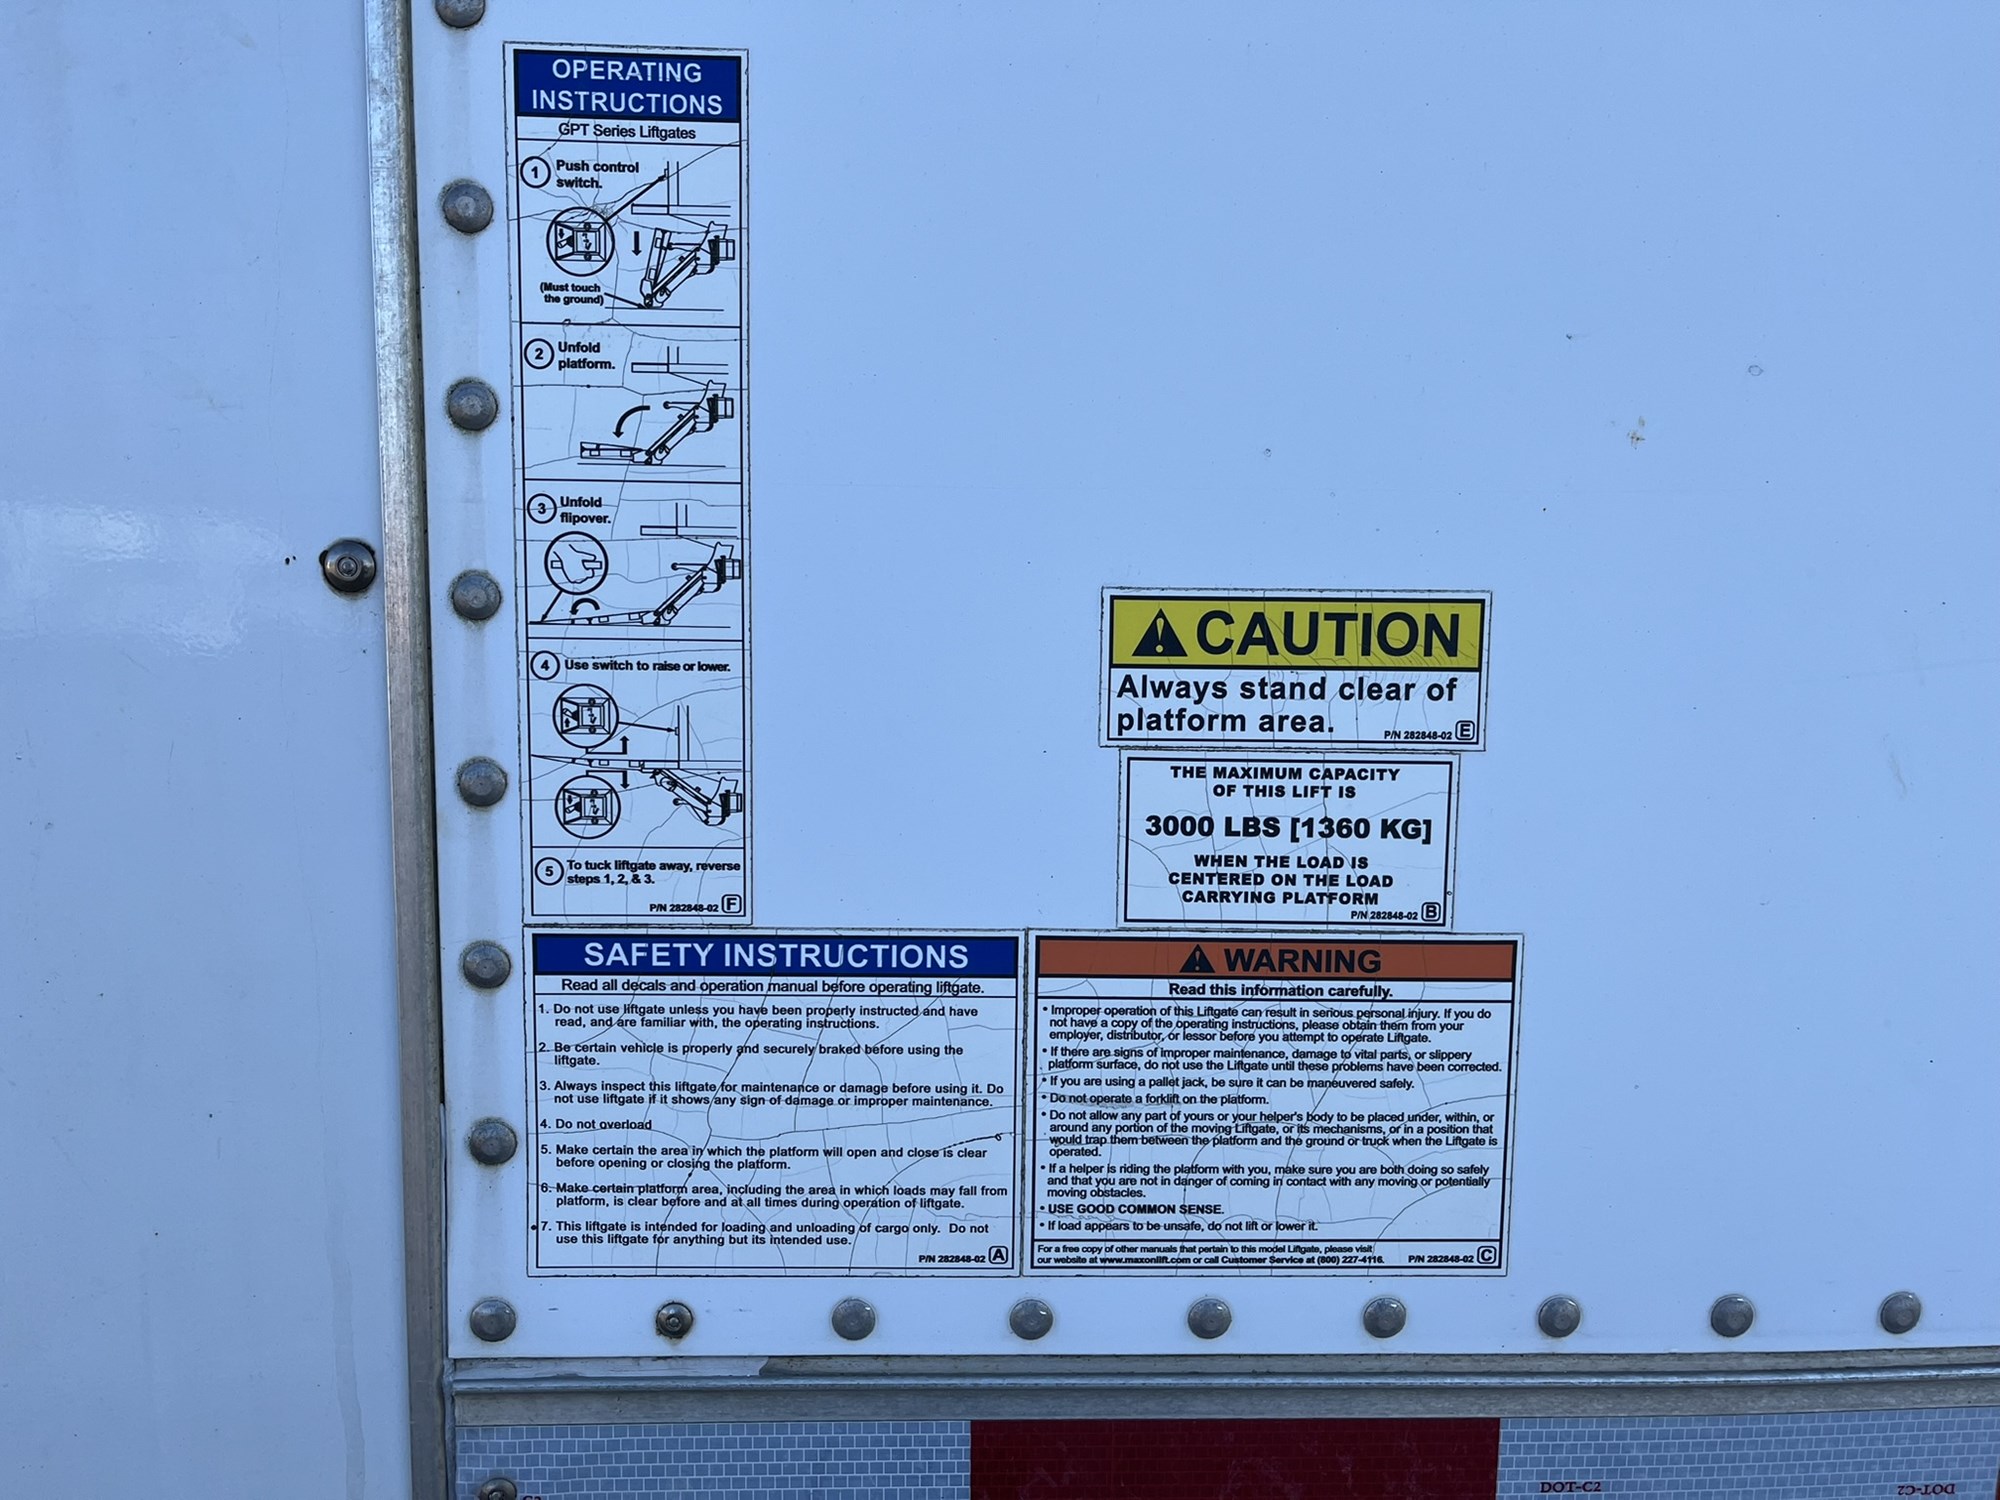 OPERATING
INSTRUCTIONS
GPT Series Liftgates
1 Push control
switch.
(Must touch
the ground)
2 Unfold
platform.
3 Unfold
flipover.
4 Use switch to raise or lower.
5 To tuck liftgate away, reverse
steps 1, 2, & 3.
P/N 282848-02 F
CAUTION
Always stand clear of
platform area.
P/N 282848-02 E
THE MAXIMUM CAPACITY
OF THIS LIFT IS
3000 LBS [1360 KG]
WHEN THE LOAD IS
CENTERED ON THE LOAD
CARRYING PLATFORM
P/N 282848-02 B
SAFETY INSTRUCTIONS
Read all decals and operation manual before operating liftgate.
1. Do not use liftgate unless you have been properly instructed and have
read, and are familiar with, the operating instructions.
2. Be certain vehicle is properly and securely braked before using the
liftgate.
3. Always inspect this liftgate for maintenance or damage before using it. Do
not use liftgate if it shows any sign of damage or improper maintenance.
4. Do not overload
5. Make certain the area in which the platform will open and close is clear
before opening or closing the platform.
6. Make certain platform area, including the area in which loads may fall from
platform, is clear before and at all times during operation of liftgate.
7. This liftgate is intended for loading and unloading of cargo only. Do not
use this liftgate for anything but its intended use.
P/N 282848-02 A
WARNING
Read this information carefully.
• Improper operation of this Liftgate can result in serious personal injury. If you do
not have a copy of the operating instructions, please obtain them from your
employer, distributor, or lessor before you attempt to operate Liftgate.
• If there are signs of improper maintenance, damage to vital parts, or slippery
platform surface, do not use the Liftgate until these problems have been corrected.
• If you are using a pallet jack, be sure it can be maneuvered safely.
• Do not operate a forklift on the platform.
• Do not allow any part of yours or your helper's body to be placed under, within, or
around any portion of the moving Liftgate, or its mechanisms, or in a position that
would trap them between the platform and the ground or truck when the Liftgate is
operated.
• If a helper is riding the platform with you, make sure you are both doing so safely
and that you are not in danger of coming in contact with any moving or potentially
moving obstacles.
• USE GOOD COMMON SENSE.
• If load appears to be unsafe, do not lift or lower it.
For a free copy of other manuals that pertain to this model Liftgate, please visit
our website at www.maxonlift.com or call Customer Service at (800) 227-4116.
P/N 282848-02 C
DOT-C2
DOT-C2